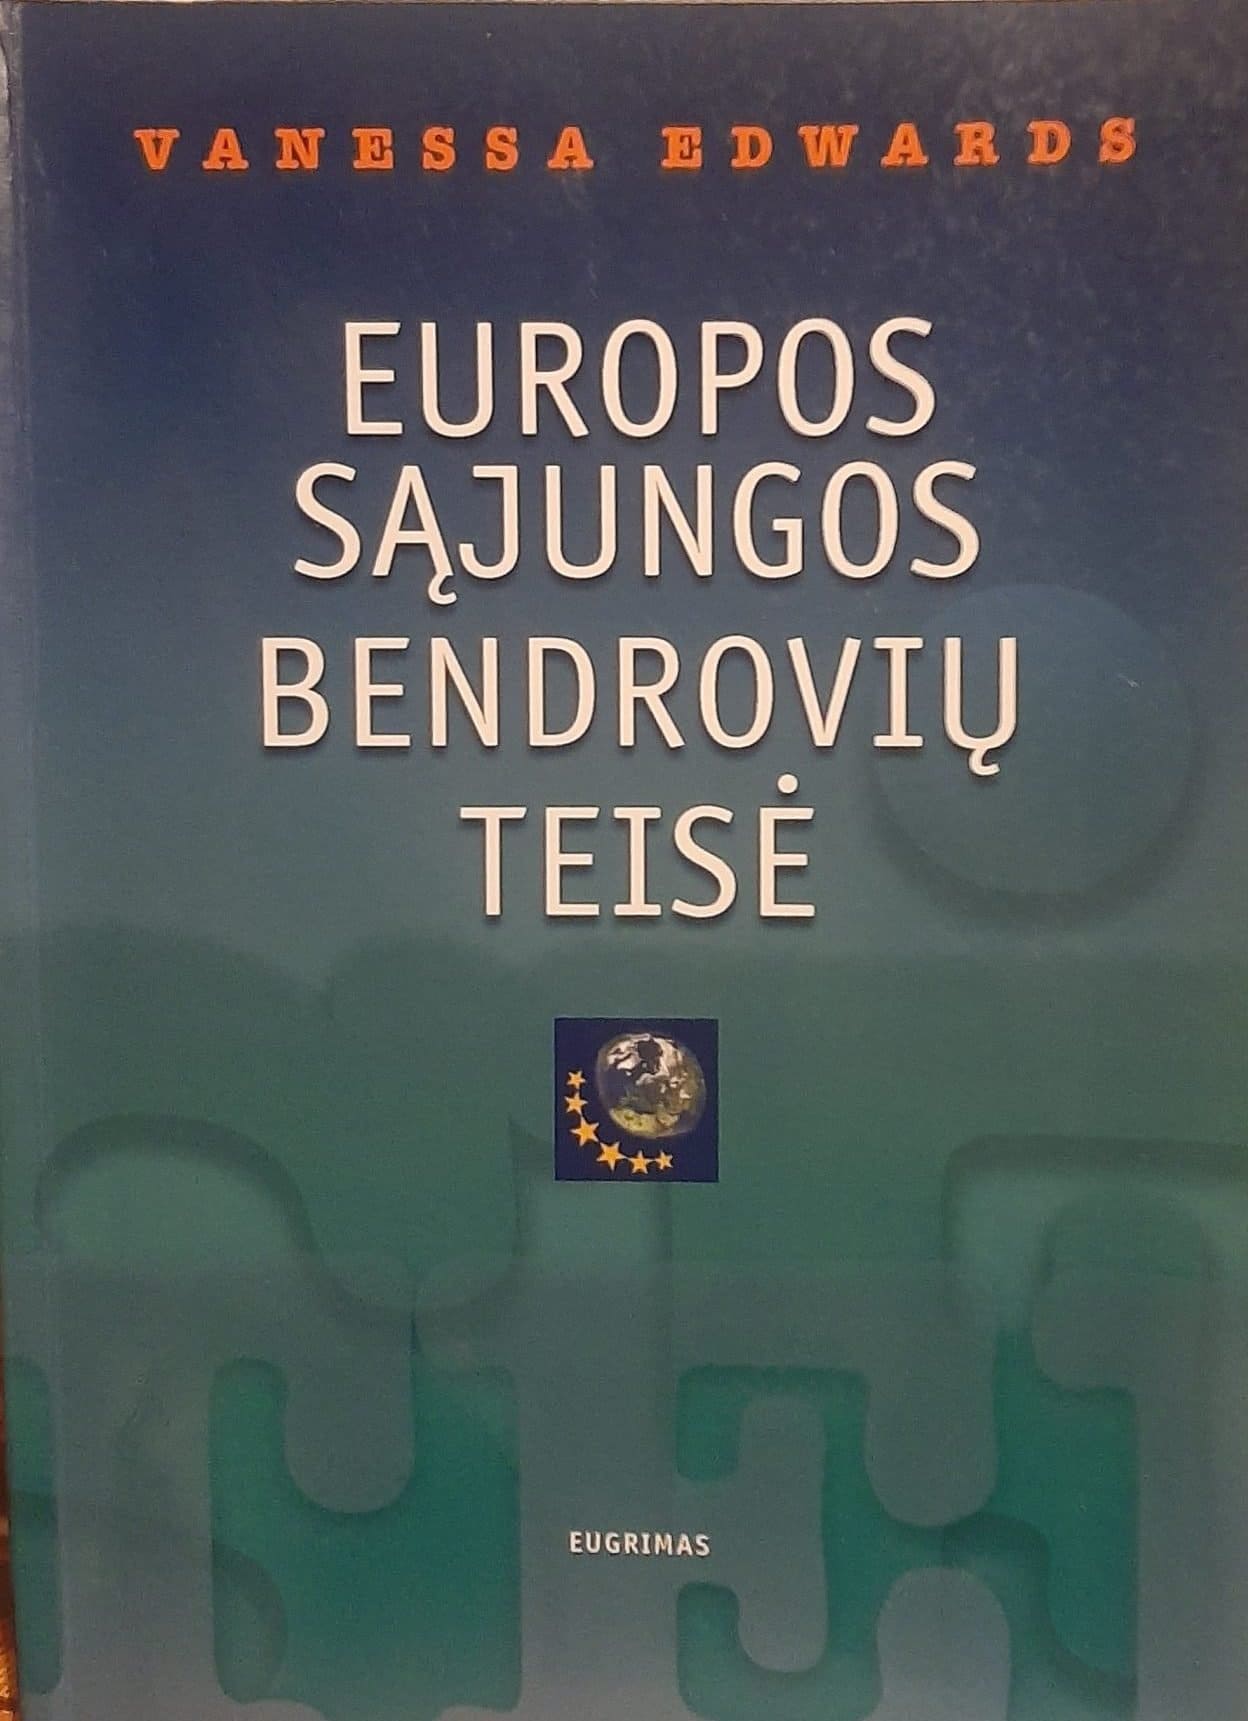 VANESSA EDWARDS
EUROPOS
SĄJUNGOS
BENDROVIŲ
TEISĖ
EUGRIMAS